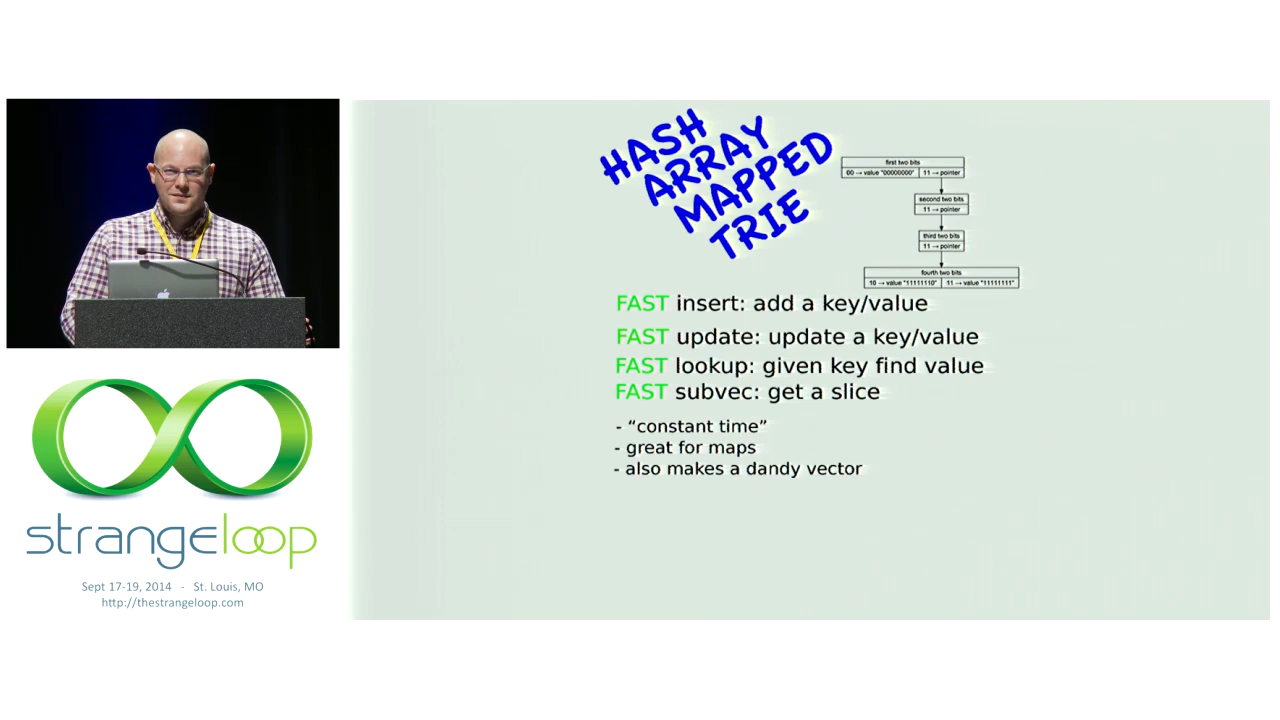 HASH
ARRAY
MAPPED
TRIE
first two bits
00 → value "00000000" 11 → pointer
second two bits
11 → pointer
third two bits
11 → pointer
fourth two bits
10 → value "11111110" 11 → value "11111111"
FAST insert: add a key/value
FAST update: update a key/value
FAST lookup: given key find value
FAST subvec: get a slice
- “constant time”
- great for maps
- also makes a dandy vector
strangeloop
Sept 17-19, 2014 - St. Louis, MO
http://thestrangeloop.com